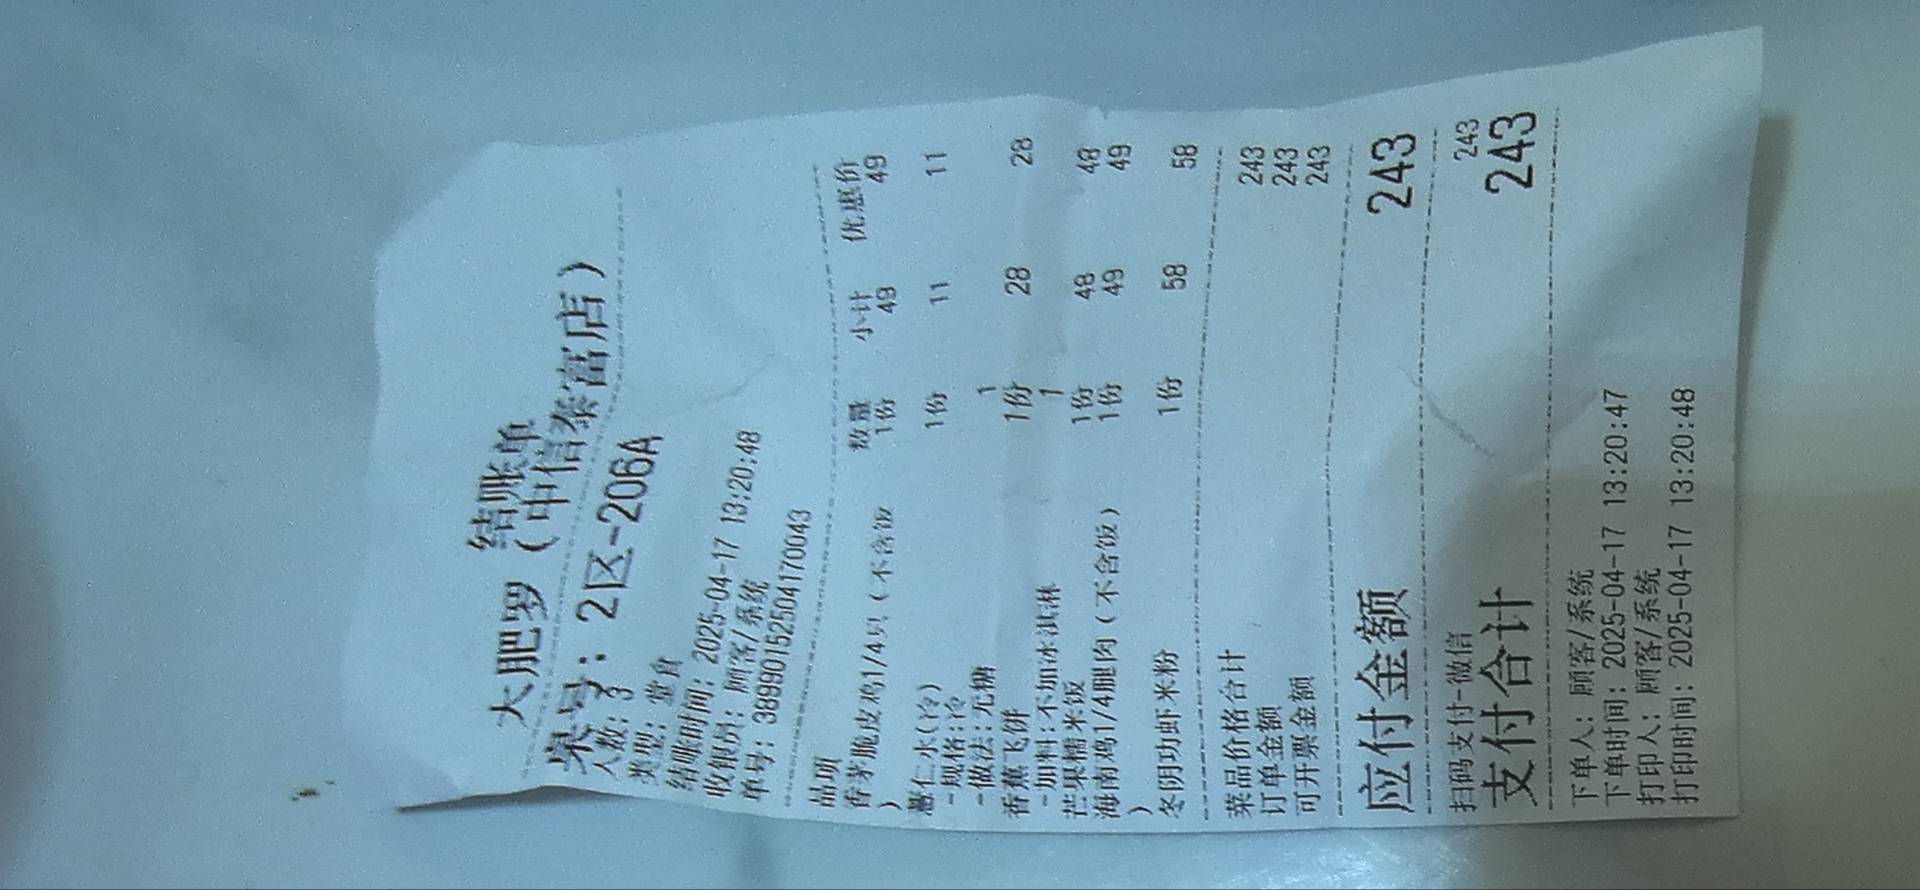 结账单
大肥罗（中信泰富店）
桌号：2区-206A
人数：3
类型：堂食
结账时间：2025-04-17 13:20:48
收银员：顾客/系统
单号：3899015250417​0043
品项 数量 小计 优惠价
香茅脆皮鸡1/4只（不含饭 1份 49 49
）
薏仁水(冷) 1份 11 11
-规格:冷
-做法:无糖 1
香蕉飞饼 1份 28 28
-加料:不加冰淇淋 1
芒果糯米饭 1份 48 48
海南鸡1/4腿肉（不含饭） 1份 49 49
）
冬阴功虾米粉 1份 58 58
菜品价格合计 243
订单金额 243
可开票金额 243
应付金额 243
扫码支付-微信 243
支付合计 243
下单人：顾客/系统
下单时间：2025-04-17 13:20:47
打印人：顾客/系统
打印时间：2025-04-17 13:20:48